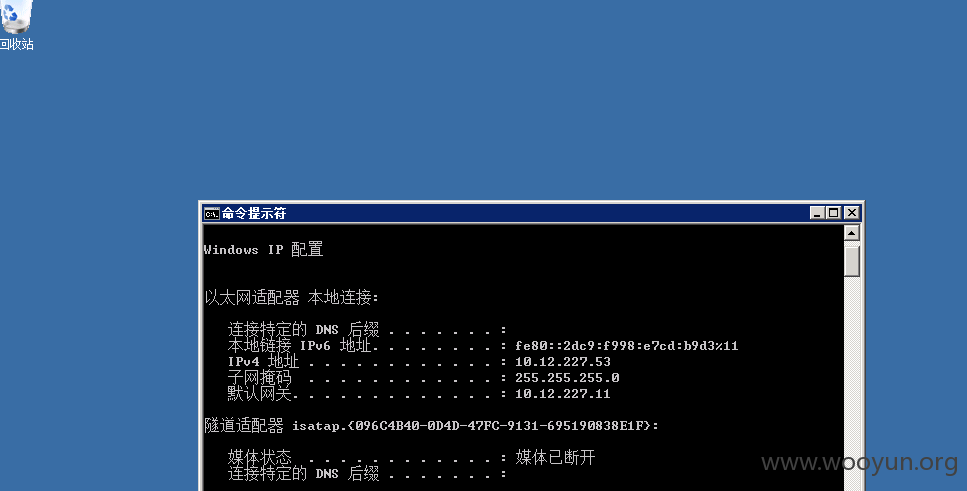 回收站
命令提示符
Windows IP 配置
以太网适配器 本地连接:
连接特定的 DNS 后缀 . . . . . . . :
本地链接 IPv6 地址. . . . . . . . : fe80::2dc9:f998:e7cd:b9d3%11
IPv4 地址 . . . . . . . . . . . . : 10.12.227.53
子网掩码 . . . . . . . . . . . . : 255.255.255.0
默认网关. . . . . . . . . . . . . : 10.12.227.11
隧道适配器 isatap.{096C4B40-0D4D-47FC-9131-695190838E1F}:
媒体状态 . . . . . . . . . . . . : 媒体已断开
连接特定的 DNS 后缀 . . . . . . . :
www.wooyun.org